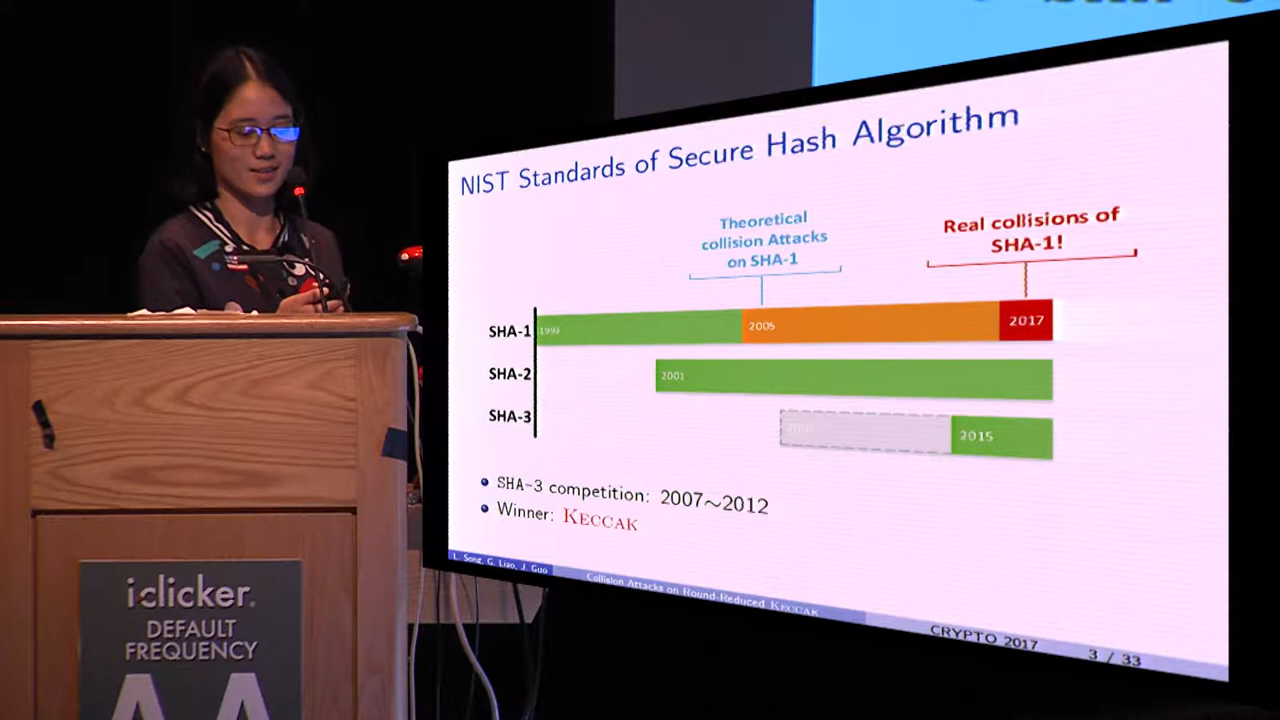 NIST Standards of Secure Hash Algorithm
Theoretical
collision Attacks
on SHA-1
Real collisions of
SHA-1!
SHA-1 1993 2005 2017
SHA-2 2001
SHA-3 2015
SHA-3 competition: 2007~2012
Winner: KECCAK
L. Song, G. Liao, J. Guo
Collision Attacks on Round-Reduced KECCAK
CRYPTO 2017
3 / 33
iclicker.
DEFAULT
FREQUENCY
AA